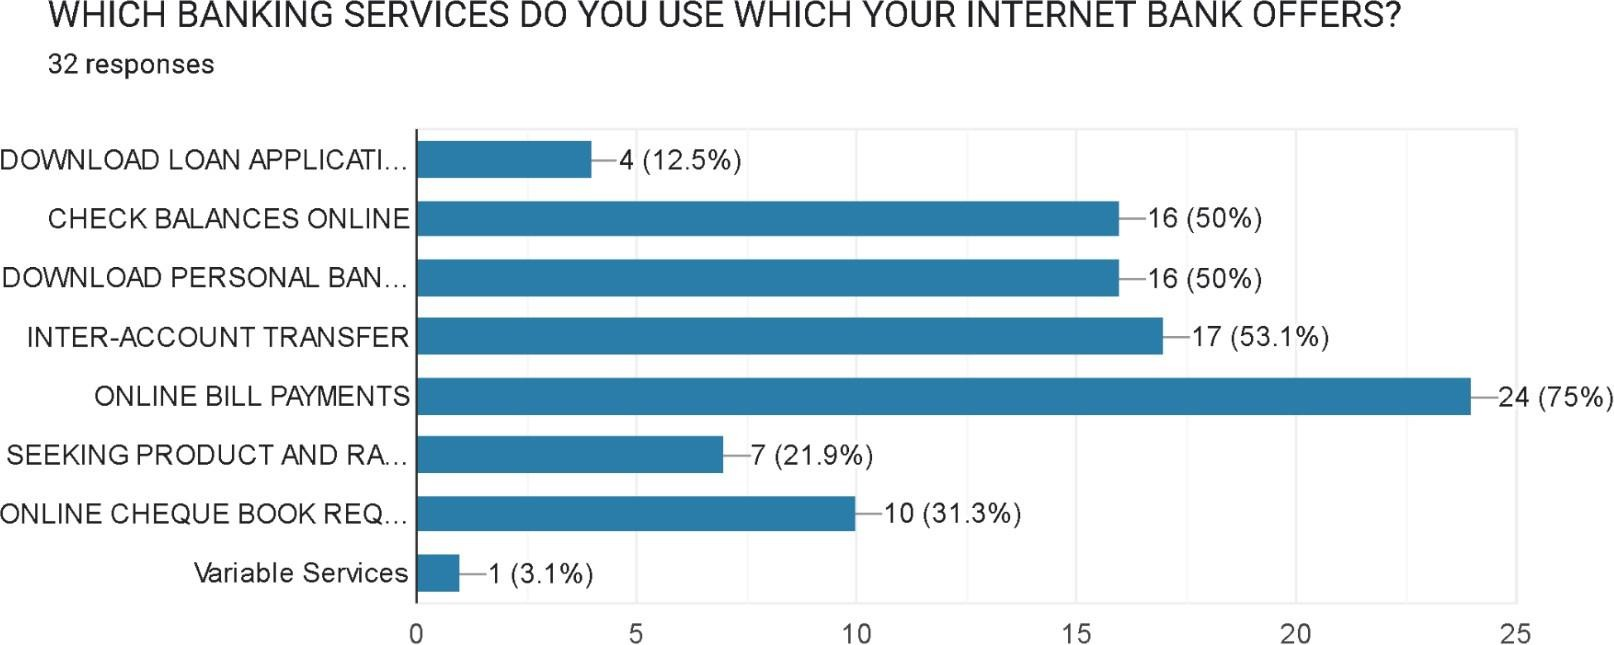 WHICH BANKING SERVICES DO YOU USE WHICH YOUR INTERNET BANK OFFERS?
32 responses
DOWNLOAD LOAN APPLICATI... 4 (12.5%)
CHECK BALANCES ONLINE 16 (50%)
DOWNLOAD PERSONAL BAN... 16 (50%)
INTER-ACCOUNT TRANSFER 17 (53.1%)
ONLINE BILL PAYMENTS 24 (75%)
SEEKING PRODUCT AND RA... 7 (21.9%)
ONLINE CHEQUE BOOK REQ... 10 (31.3%)
Variable Services 1 (3.1%)
0 5 10 15 20 25